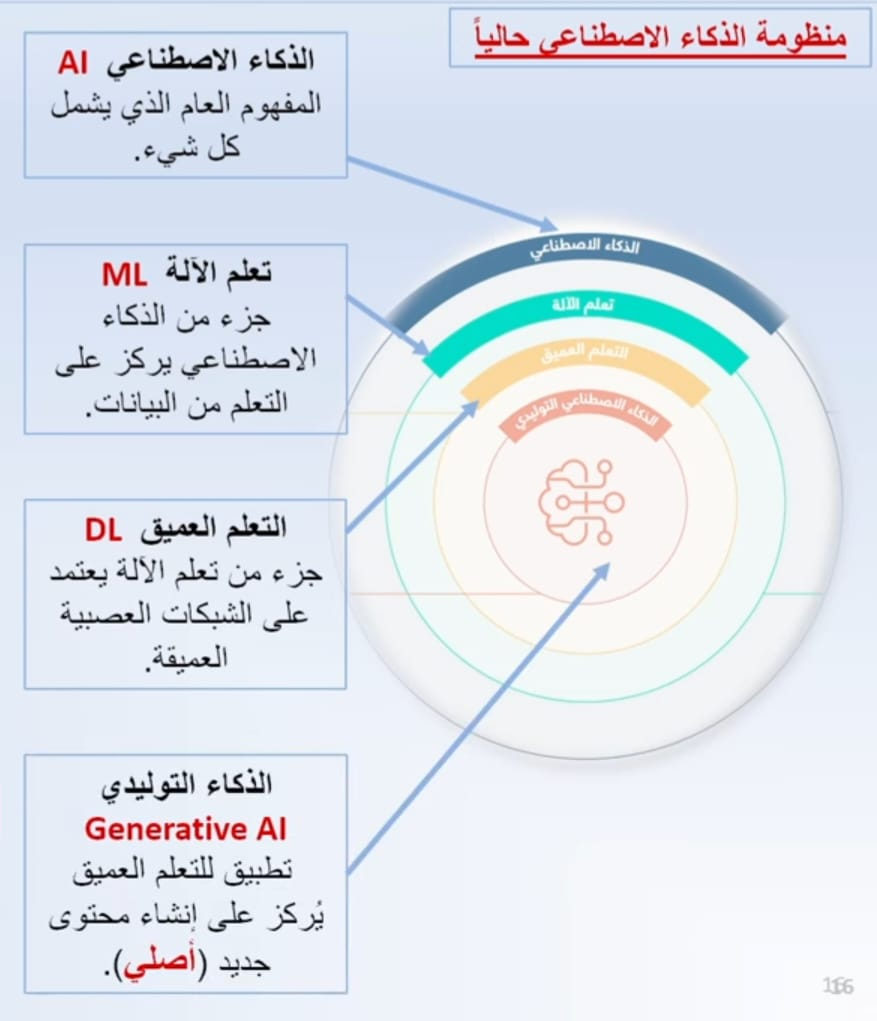 منظومة الذكاء الاصطناعي حالياً
الذكاء الاصطناعي AI
المفهوم العام الذي يشمل
كل شيء.
تعلم الآلة ML
جزء من الذكاء
الاصطناعي يركز على
التعلم من البيانات.
التعلم العميق DL
جزء من تعلم الآلة يعتمد
على الشبكات العصبية
العميقة.
الذكاء التوليدي
Generative AI
تطبيق للتعلم العميق
يُركز على إنشاء محتوى
جديد (أصلي).
الذكاء الاصطناعي
تعلم الآلة
التعلم العميق
الذكاء الاصطناعي التوليدي
16